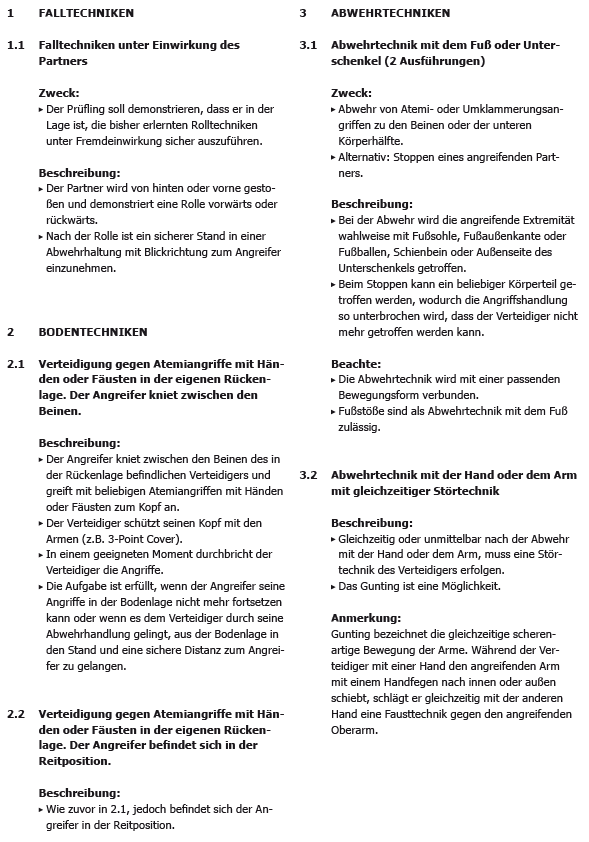 1 FALLTECHNIKEN
1.1 Falltechniken unter Einwirkung des
Partners
Zweck:
▸ Der Prüfling soll demonstrieren, dass er in der
Lage ist, die bisher erlernten Rolltechniken
unter Fremdeinwirkung sicher auszuführen.
Beschreibung:
▸ Der Partner wird von hinten oder vorne gesto-
ßen und demonstriert eine Rolle vorwärts oder
rückwärts.
▸ Nach der Rolle ist ein sicherer Stand in einer
Abwehrhaltung mit Blickrichtung zum Angreifer
einzunehmen.
2 BODENTECHNIKEN
2.1 Verteidigung gegen Atemiangriffe mit Hän-
den oder Fäusten in der eigenen Rücken-
lage. Der Angreifer kniet zwischen den
Beinen.
Beschreibung:
▸ Der Angreifer kniet zwischen den Beinen des in
der Rückenlage befindlichen Verteidigers und
greift mit beliebigen Atemiangriffen mit Händen
oder Fäusten zum Kopf an.
▸ Der Verteidiger schützt seinen Kopf mit den
Armen (z.B. 3-Point Cover).
▸ In einem geeigneten Moment durchbricht der
Verteidiger die Angriffe.
▸ Die Aufgabe ist erfüllt, wenn der Angreifer seine
Angriffe in der Bodenlage nicht mehr fortsetzen
kann oder wenn es dem Verteidiger durch seine
Abwehrhandlung gelingt, aus der Bodenlage in
den Stand und eine sichere Distanz zum Angrei-
fer zu gelangen.
2.2 Verteidigung gegen Atemiangriffe mit Hän-
den oder Fäusten in der eigenen Rücken-
lage. Der Angreifer befindet sich in der
Reitposition.
Beschreibung:
▸ Wie zuvor in 2.1, jedoch befindet sich der An-
greifer in der Reitposition.
3 ABWEHRTECHNIKEN
3.1 Abwehrtechnik mit dem Fuß oder Unter-
schenkel (2 Ausführungen)
Zweck:
▸ Abwehr von Atemi- oder Umklammerungsan-
griffen zu den Beinen oder der unteren
Körperhälfte.
▸ Alternativ: Stoppen eines angreifenden Part-
ners.
Beschreibung:
▸ Bei der Abwehr wird die angreifende Extremität
wahlweise mit Fußsohle, Fußaußenkante oder
Fußballen, Schienbein oder Außenseite des
Unterschenkels getroffen.
▸ Beim Stoppen kann ein beliebiger Körperteil ge-
troffen werden, wodurch die Angriffshandlung
so unterbrochen wird, dass der Verteidiger nicht
mehr getroffen werden kann.
Beachte:
▸ Die Abwehrtechnik wird mit einer passenden
Bewegungsform verbunden.
▸ Fußstöße sind als Abwehrtechnik mit dem Fuß
zulässig.
3.2 Abwehrtechnik mit der Hand oder dem Arm
mit gleichzeitiger Störtechnik
Beschreibung:
▸ Gleichzeitig oder unmittelbar nach der Abwehr
mit der Hand oder dem Arm, muss eine Stör-
technik des Verteidigers erfolgen.
▸ Das Gunting ist eine Möglichkeit.
Anmerkung:
Gunting bezeichnet die gleichzeitige scheren-
artige Bewegung der Arme. Während der Ver-
teidiger mit einer Hand den angreifenden Arm
mit einem Handfegen nach innen oder außen
schiebt, schlägt er gleichzeitig mit der anderen
Hand eine Fausttechnik gegen den angreifenden
Oberarm.